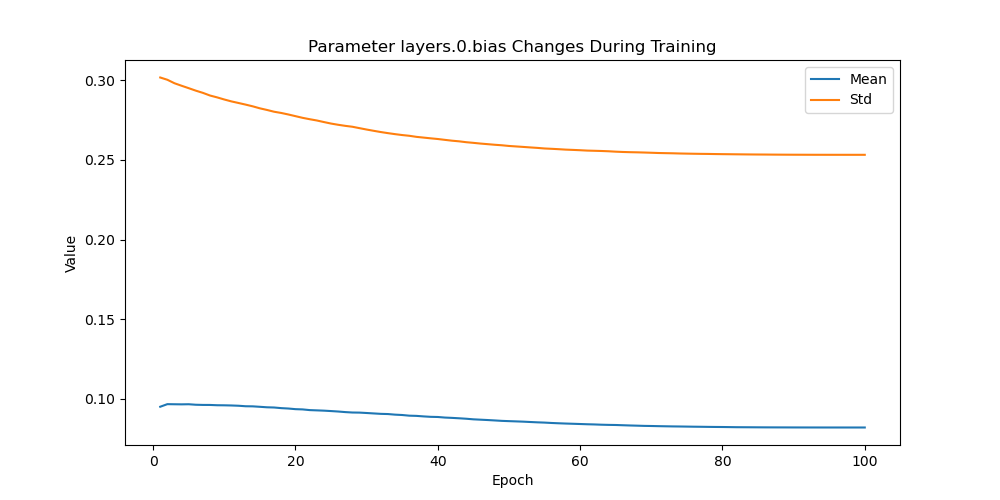 Parameter layers.0.bias Changes During Training
Mean
Std
0.30
0.25
0.20
0.15
0.10
Value
0
20
40
60
80
100
Epoch